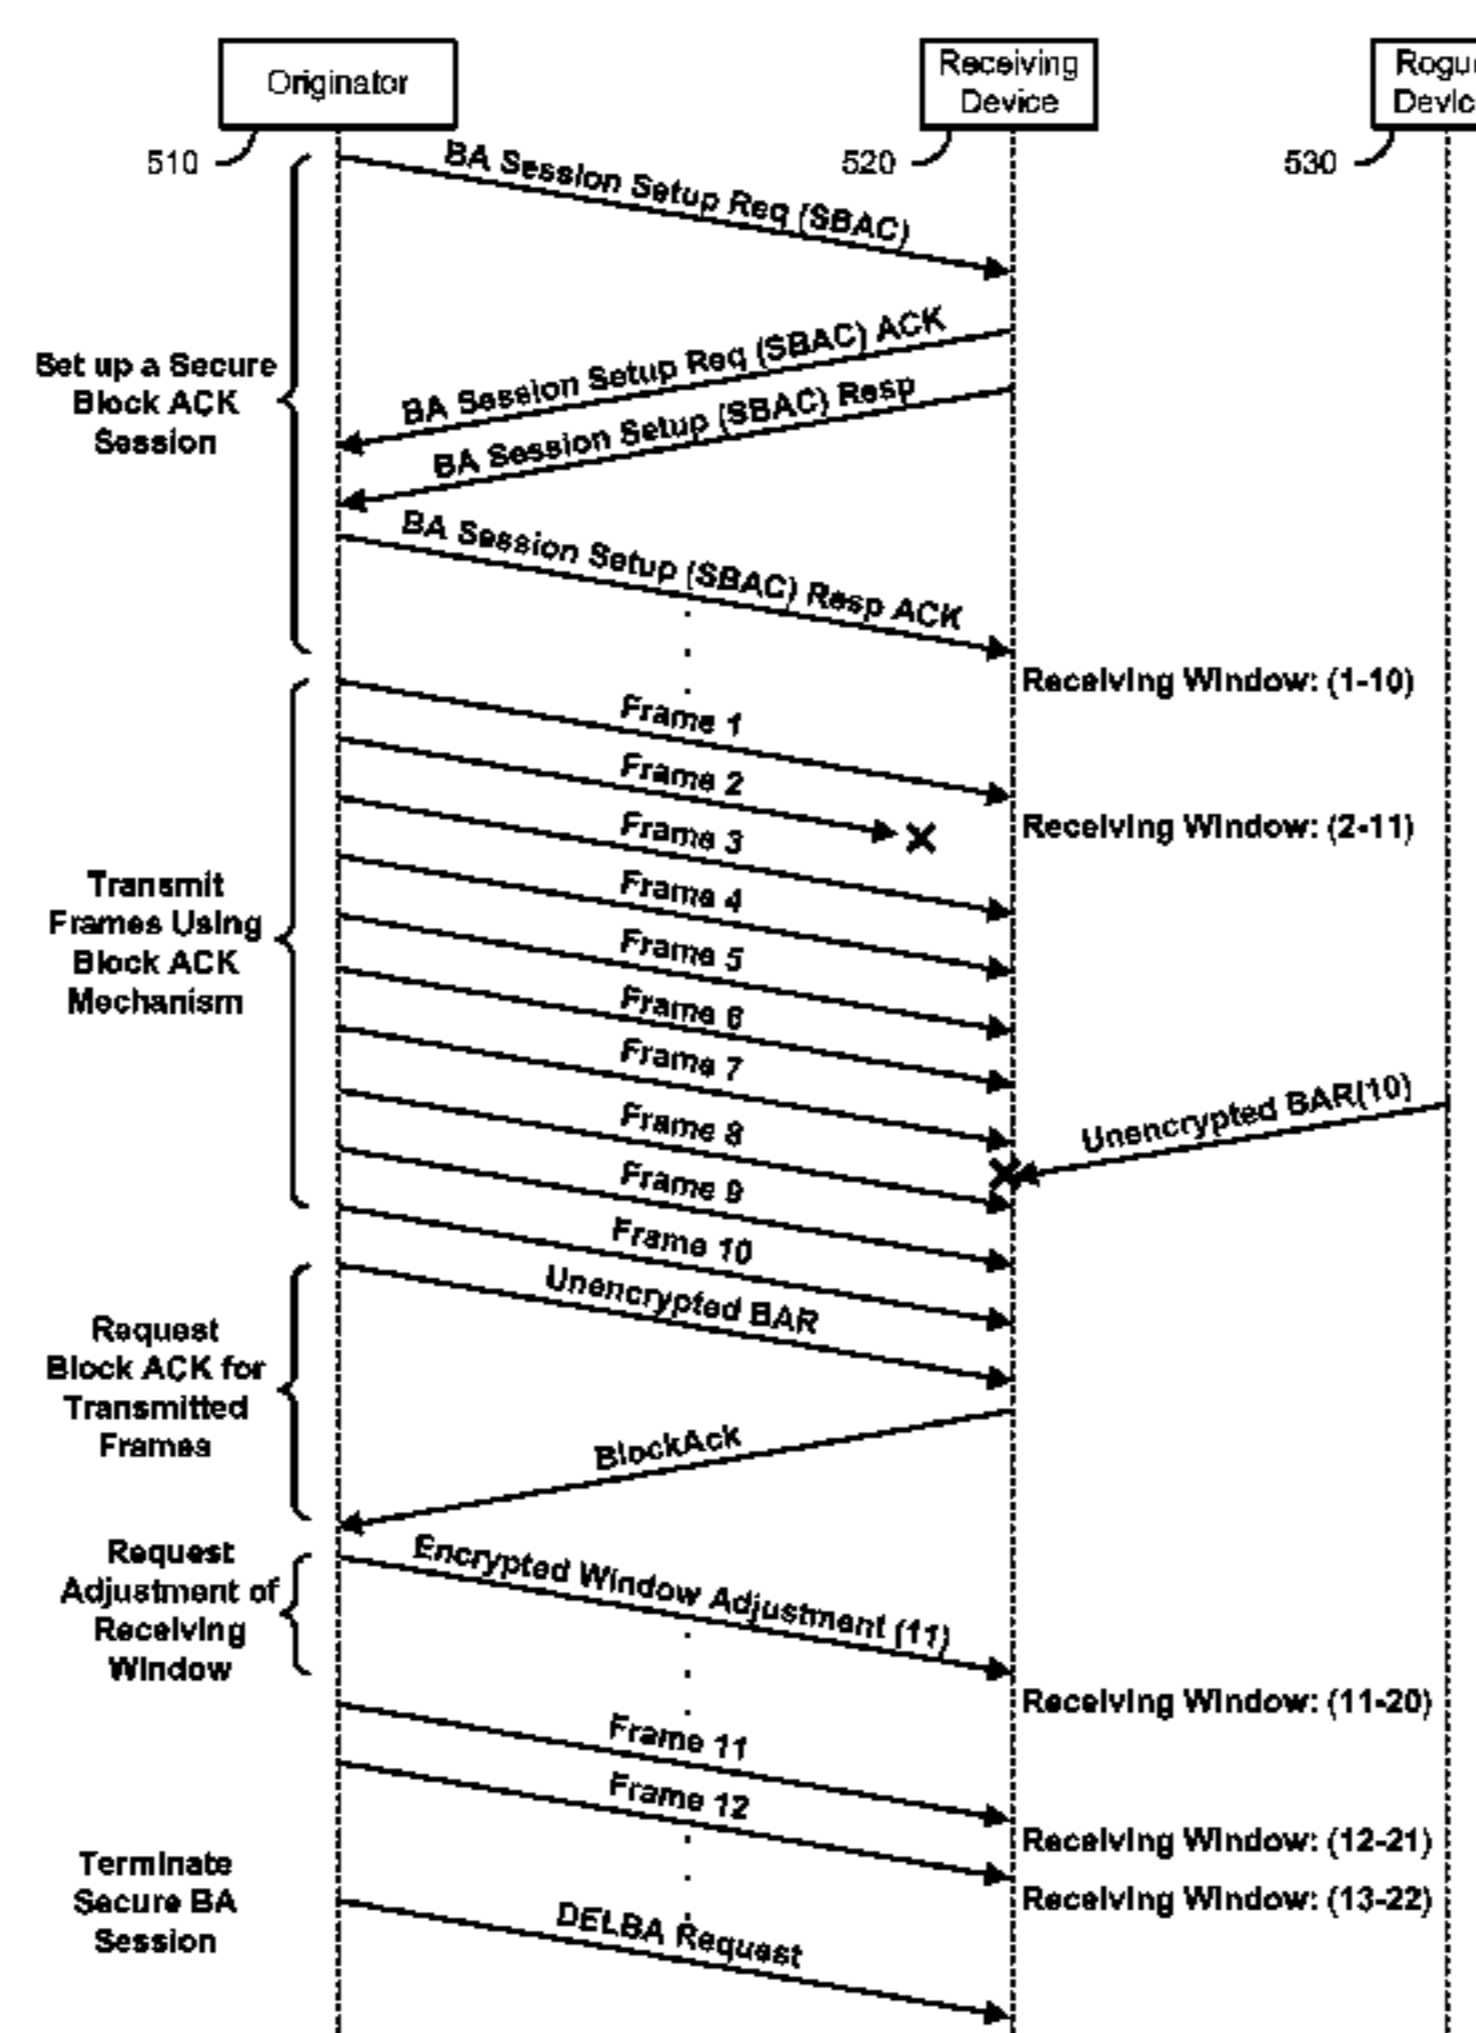 Originator
Receiving
Device
Rogu
Devic
510
520
530
BA Session Setup Req (SBAC)
BA Session Setup Req (SBAC) ACK
BA Session Setup (SBAC) Resp
BA Session Setup (SBAC) Resp ACK
Set up a Secure
Block ACK
Session
Receiving Window: (1-10)
Frame 1
Frame 2
Receiving Window: (2-11)
Frame 3
Frame 4
Frame 5
Frame 6
Frame 7
Frame 8
Frame 9
Frame 10
Transmit
Frames Using
Block ACK
Mechanism
Unencrypted BAR(10)
Unencrypted BAR
BlockAck
Request
Block ACK for
Transmitted
Frames
Encrypted Window Adjustment (11)
Request
Adjustment of
Receiving
Window
Receiving Window: (11-20)
Frame 11
Frame 12
Receiving Window: (12-21)
Receiving Window: (13-22)
Terminate
Secure BA
Session
DELBA Request